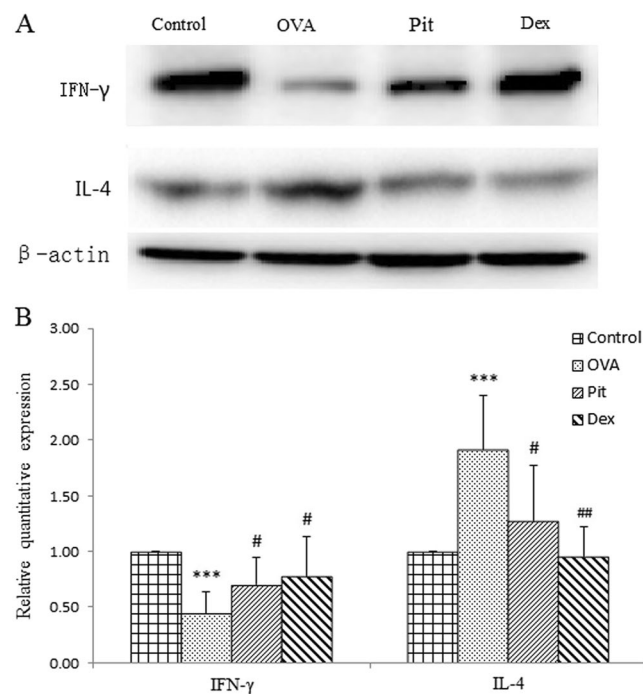 A
Control OVA Pit Dex
IFN-γ
IL-4
β-actin
B
3.00
2.50
2.00
1.50
1.00
0.50
0.00
Relative quantitative expression
Control
OVA
Pit
Dex
***
#
#
***
#
##
IFN-γ IL-4